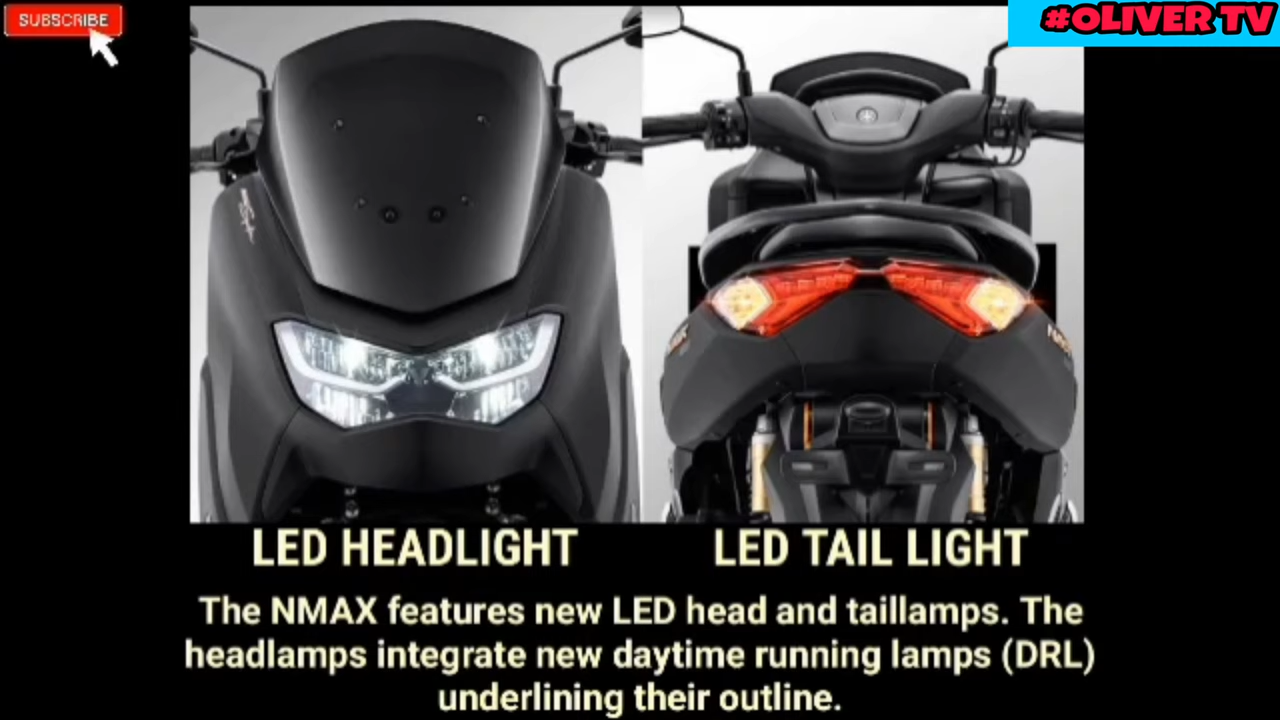 SUBSCRIBE
#OLIVER TV
LED HEADLIGHT
LED TAIL LIGHT
The NMAX features new LED head and taillamps. The
headlamps integrate new daytime running lamps (DRL)
underlining their outline.